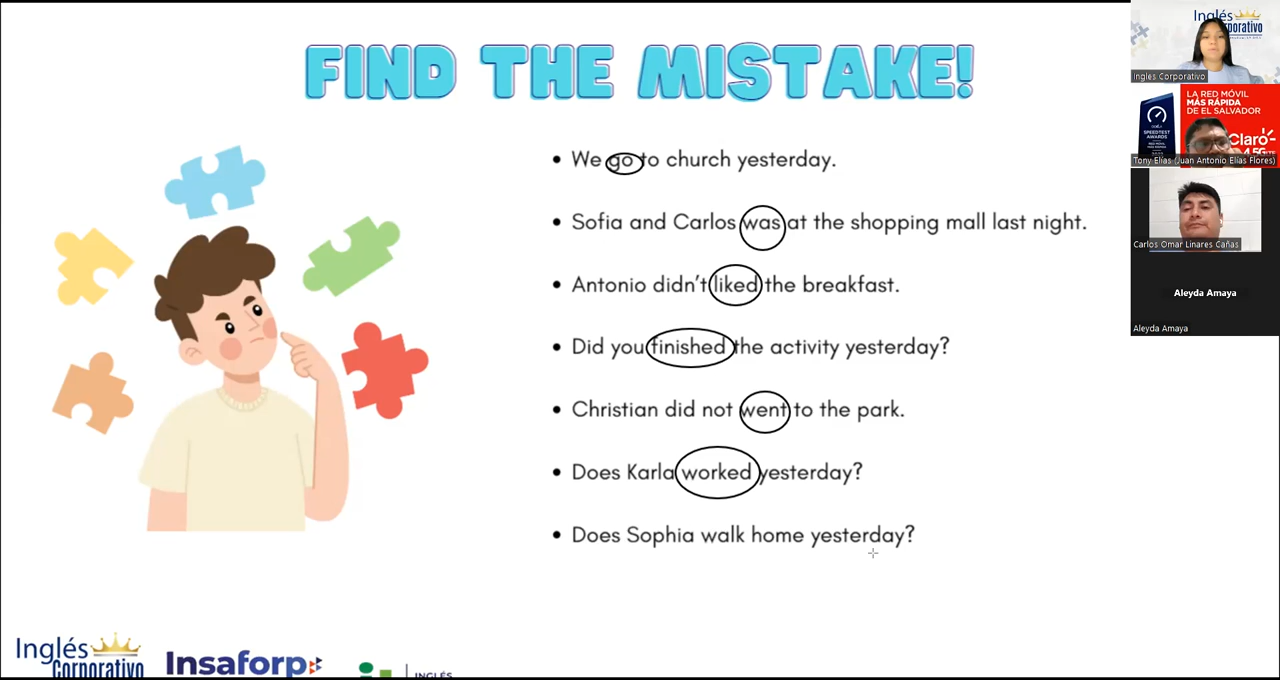 FIND THE MISTAKE!
We go to church yesterday.
Sofia and Carlos was at the shopping mall last night.
Antonio didn't liked the breakfast.
Did you finished the activity yesterday?
Christian did not went to the park.
Does Karla worked yesterday?
Does Sophia walk home yesterday?
Inglés
Corporativo
Insaforp
INGLÉS
Inglés
Corporativo
Ingles Corporativo
LA RED MÓVIL
MÁS RÁPIDA
DE EL SALVADOR
SPEEDTEST
AWARDS
Claro
Tony Elías (Juan Antonio Elías Flores)
Carlos Omar Linares Cañas
Aleyda Amaya
Aleyda Amaya